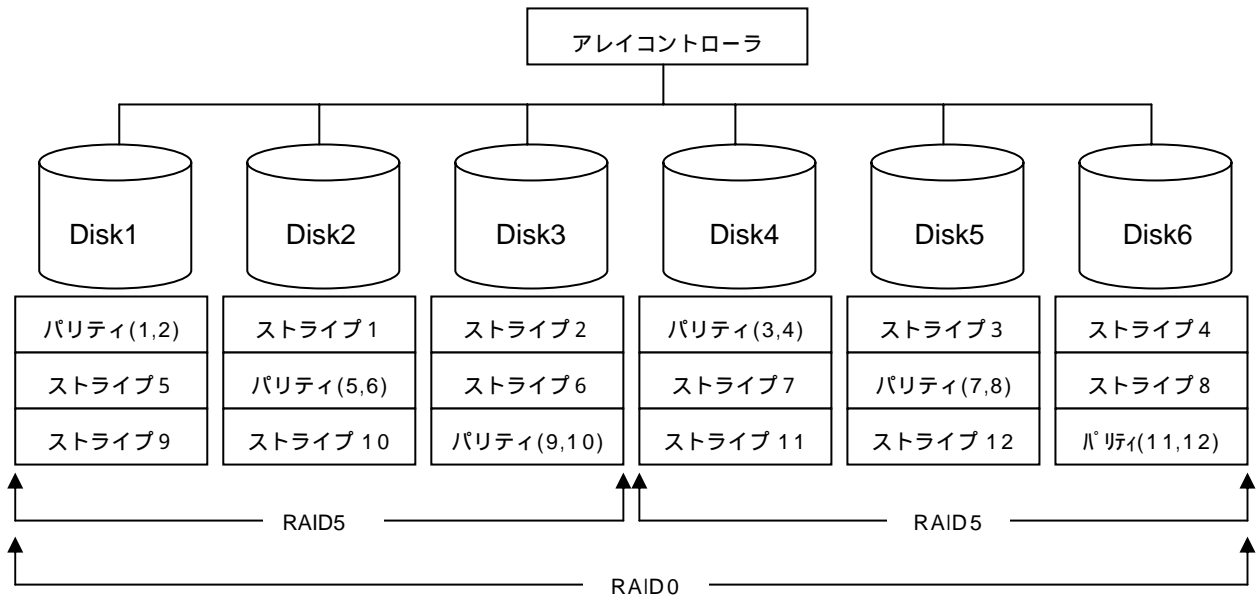 アレイコントローラ
Disk1 Disk2 Disk3 Disk4 Disk5 Disk6
パリティ(1,2) ストライプ1 ストライプ2 パリティ(3,4) ストライプ3 ストライプ4
ストライプ5 パリティ(5,6) ストライプ6 ストライプ7 パリティ(7,8) ストライプ8
ストライプ9 ストライプ10 パリティ(9,10) ストライプ11 ストライプ12 パリティ(11,12)
RAID5 RAID5
RAID0